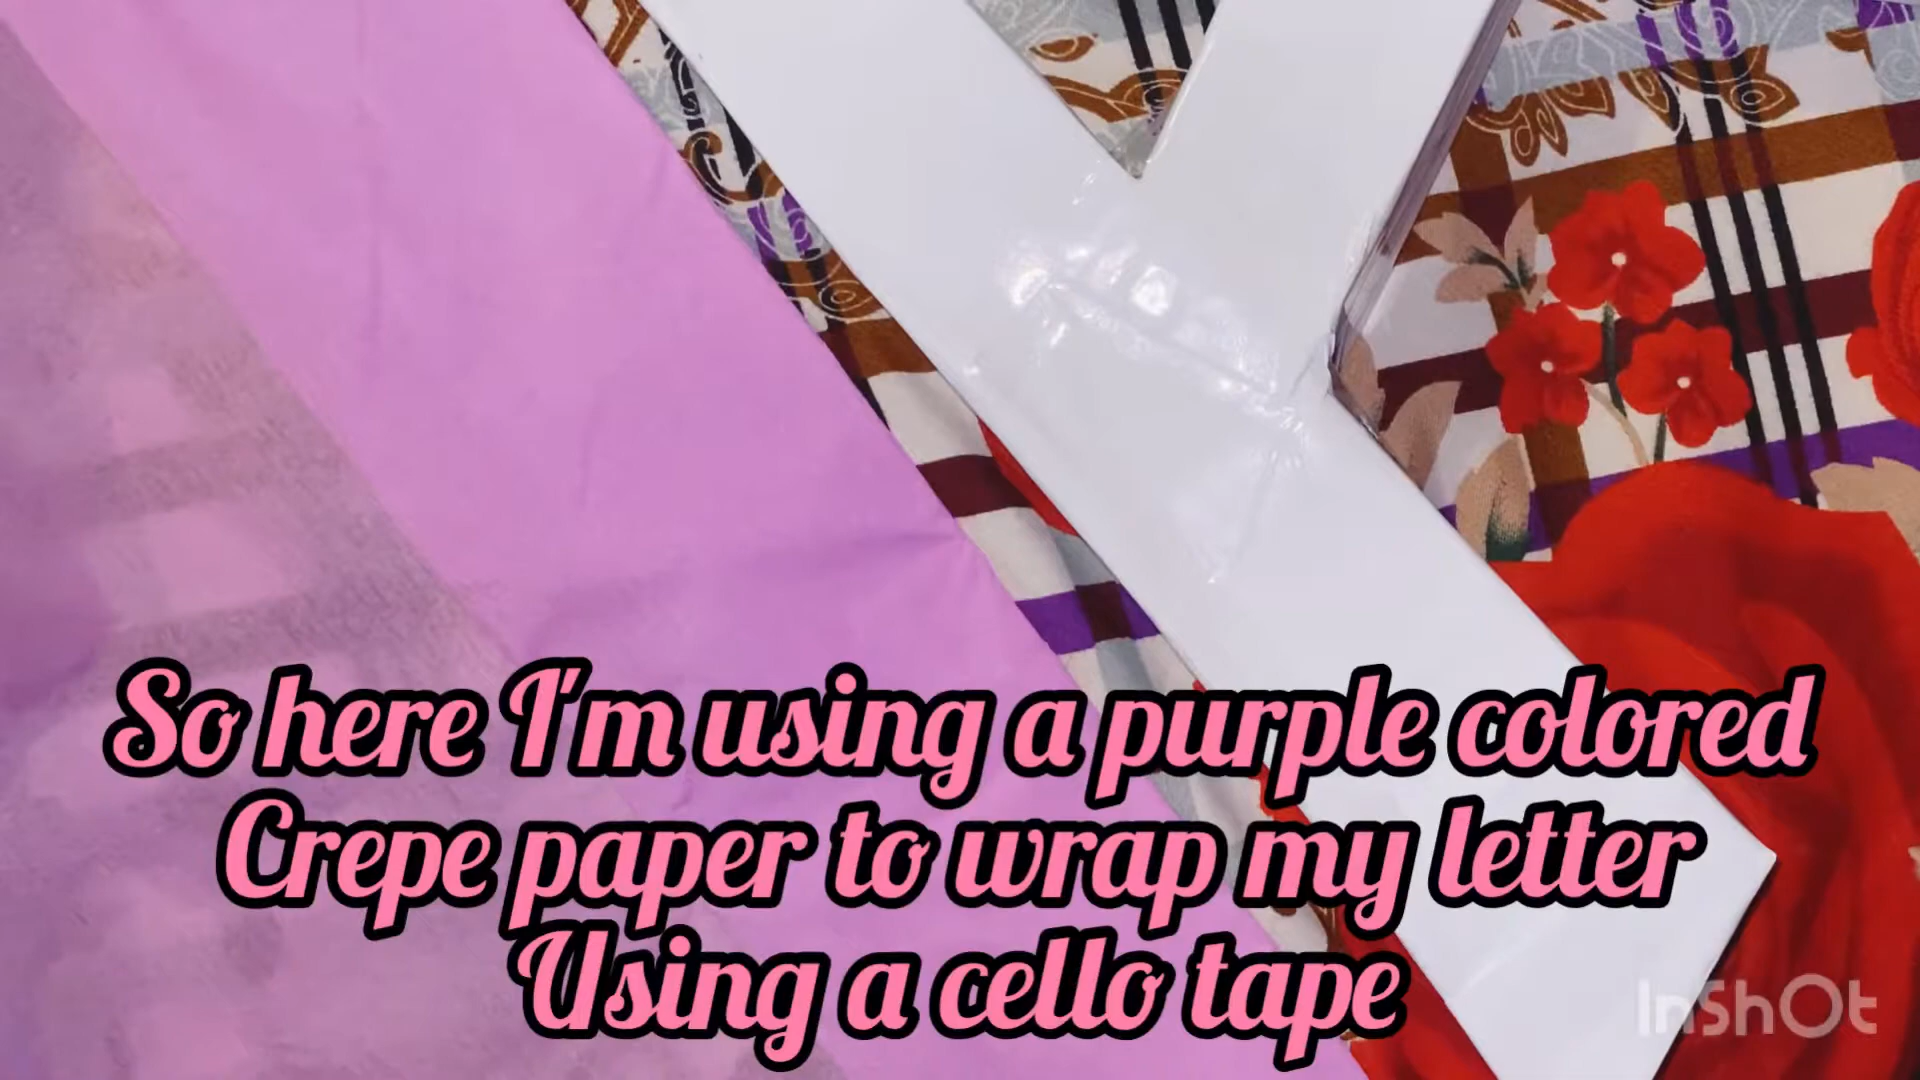 So here I'm using a purple colored
Crepe paper to wrap my letter
Using a cello tape
InShOt